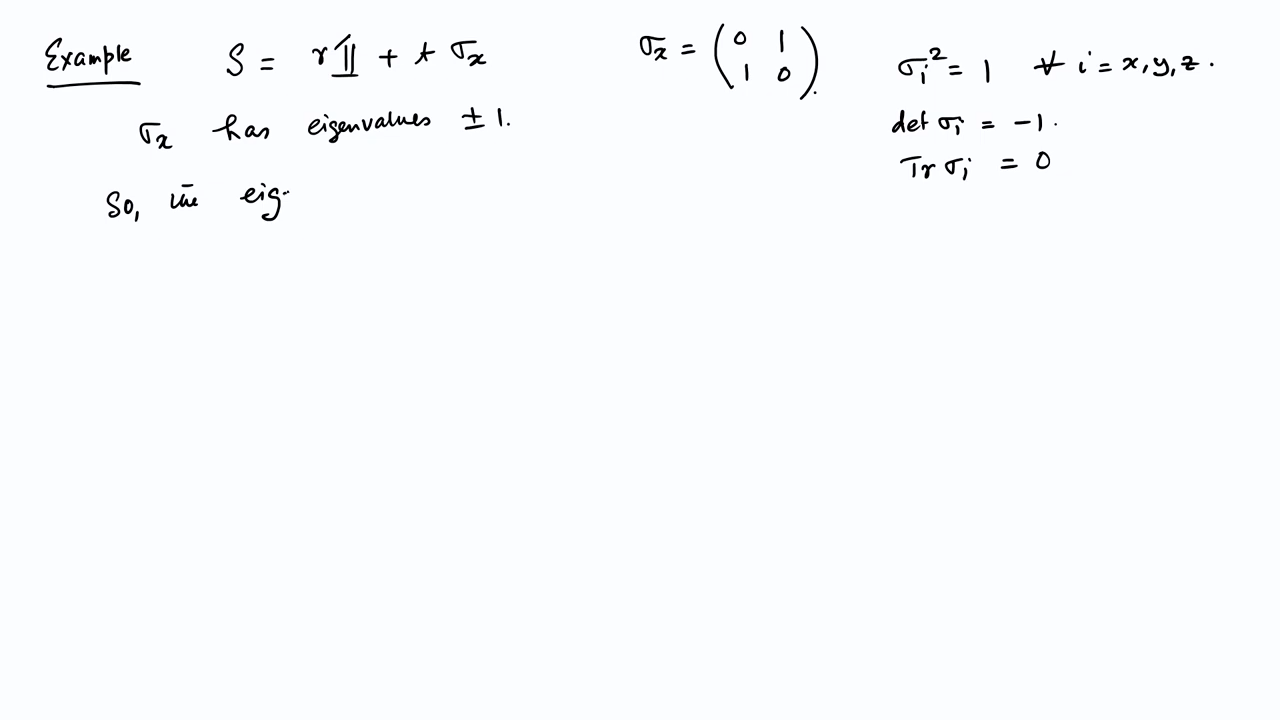 Example S = r𝟙 + t σₓ
σₓ has eigenvalues ± 1.
So, the eig
σₓ = ( 0 1
1 0 ).
σᵢ² = 1 ∀ i = x, y, z .
det σᵢ = -1 .
Tr σᵢ = 0